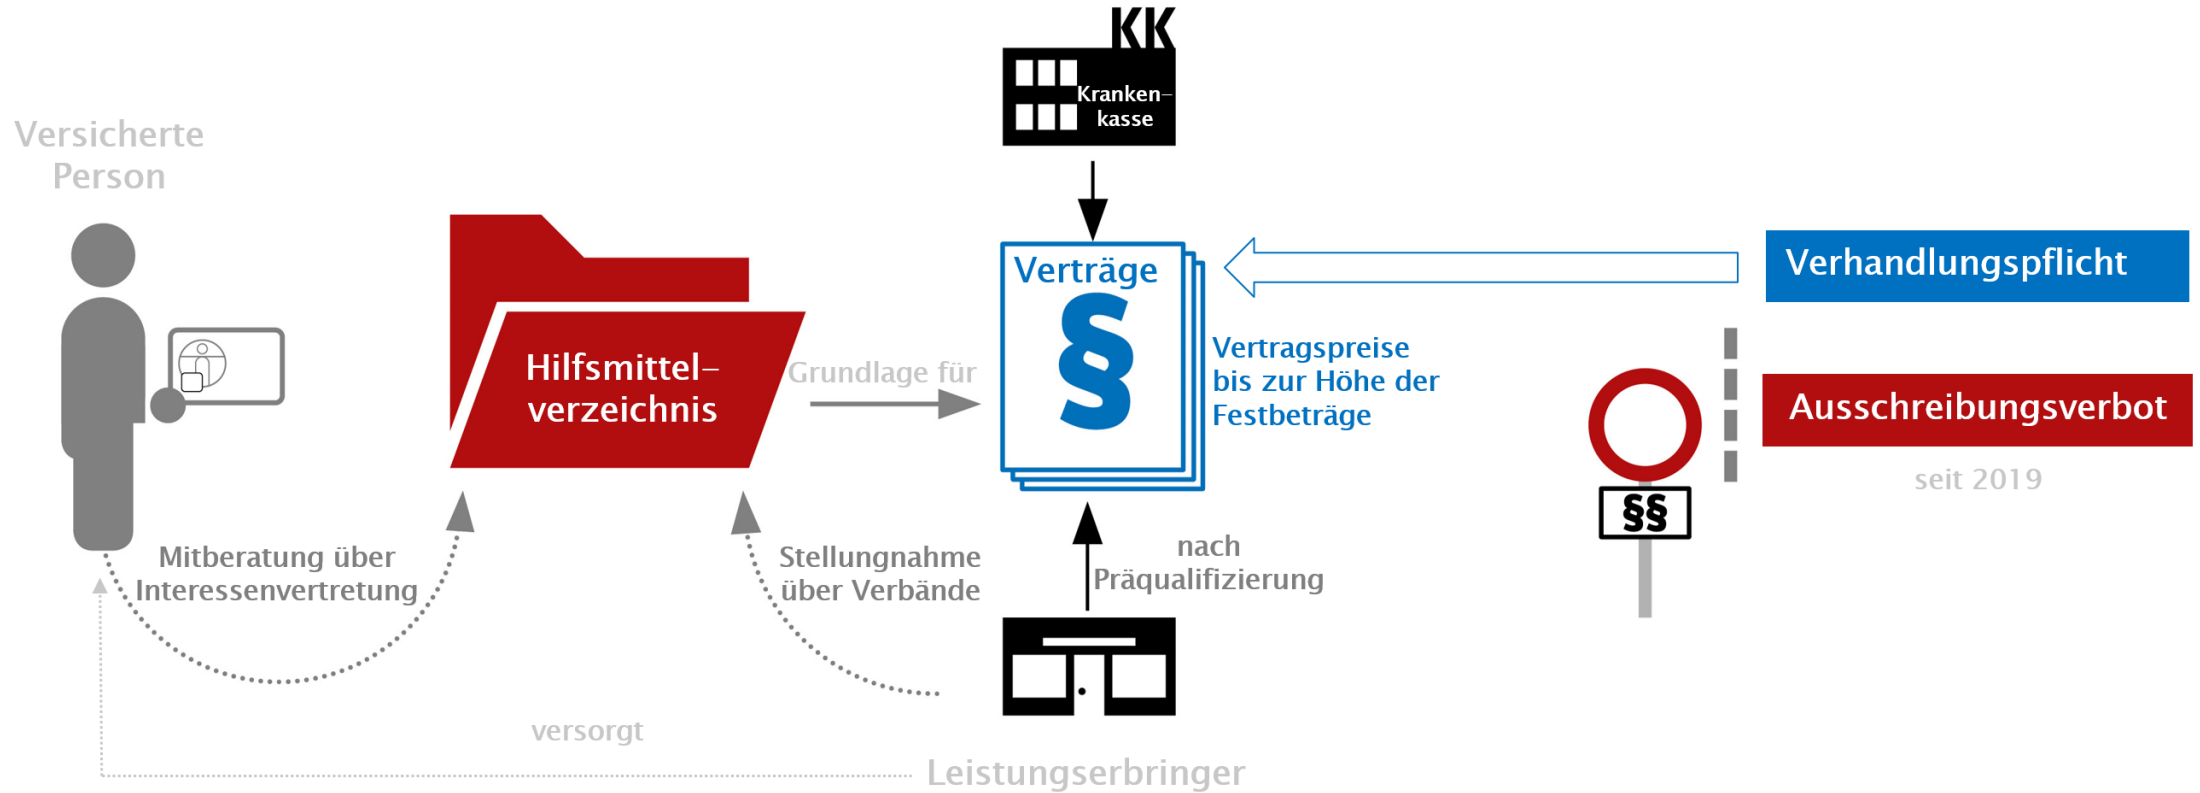 KK
Kranken-
kasse
Versicherte
Person
Verträge
§
Verhandlungspflicht
Hilfsmittel-
verzeichnis
Grundlage für
Vertragspreise
bis zur Höhe der
Festbeträge
Ausschreibungsverbot
seit 2019
§§
Mitberatung über
Interessenvertretung
Stellungnahme
über Verbände
nach
Präqualifizierung
versorgt
Leistungserbringer